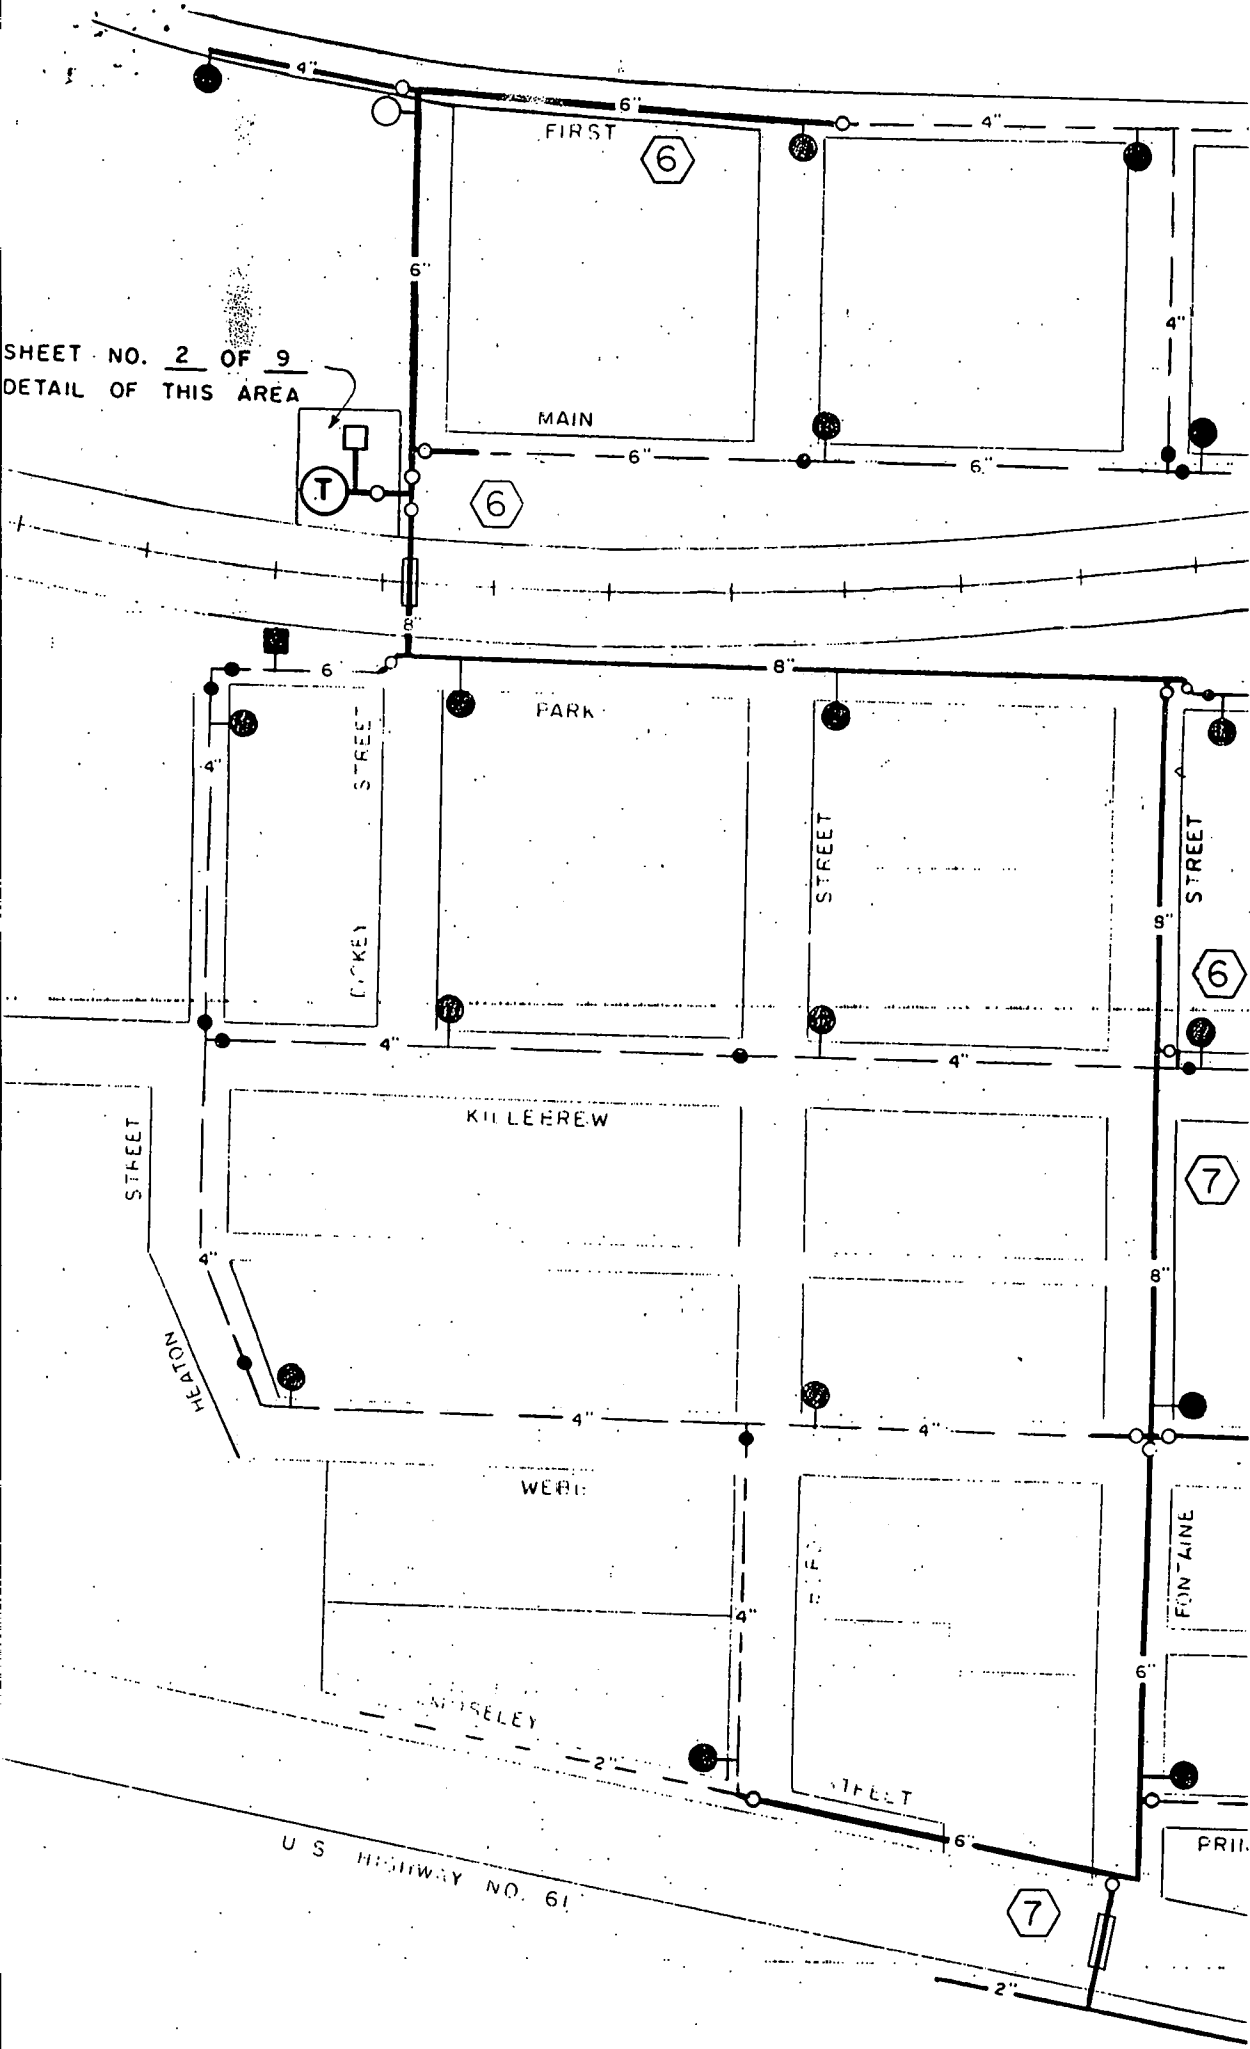 4"
6"
4"
FIRST
6
6"
4"
SHEET NO. 2 OF 9
DETAIL OF THIS AREA
MAIN
6"
6"
T
6
8"
6
8"
PARK
STREET
4"
STREET
STREET
8"
6
4"
4"
KILLEBREW
STREET
7
4"
8"
HEATON
4"
4"
WEBB
FONTAINE
4"
6"
MOSELEY
2"
STREET
6"
U S HIGHWAY NO. 61
7
2"